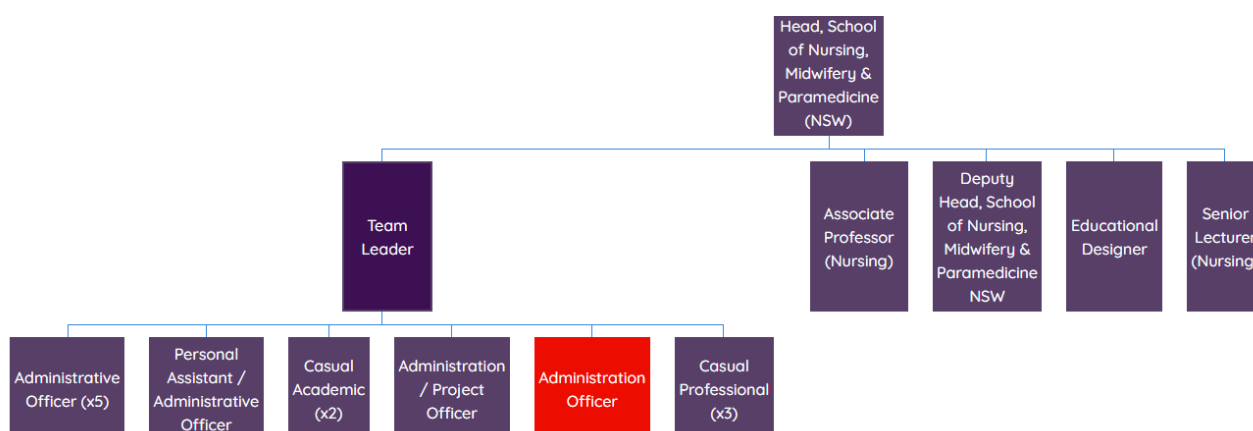 Head, School
of Nursing,
Midwifery &
Paramedicine
(NSW)
Team
Leader
Associate
Professor
(Nursing)
Deputy
Head, School
of Nursing,
Midwifery &
Paramedicine
NSW
Educational
Designer
Senior
Lecturer
(Nursing
Administrative
Officer (x5)
Personal
Assistant /
Administrative
Officer
Casual
Academic
(x2)
Administration
/ Project
Officer
Administration
Officer
Casual
Professional
(x3)